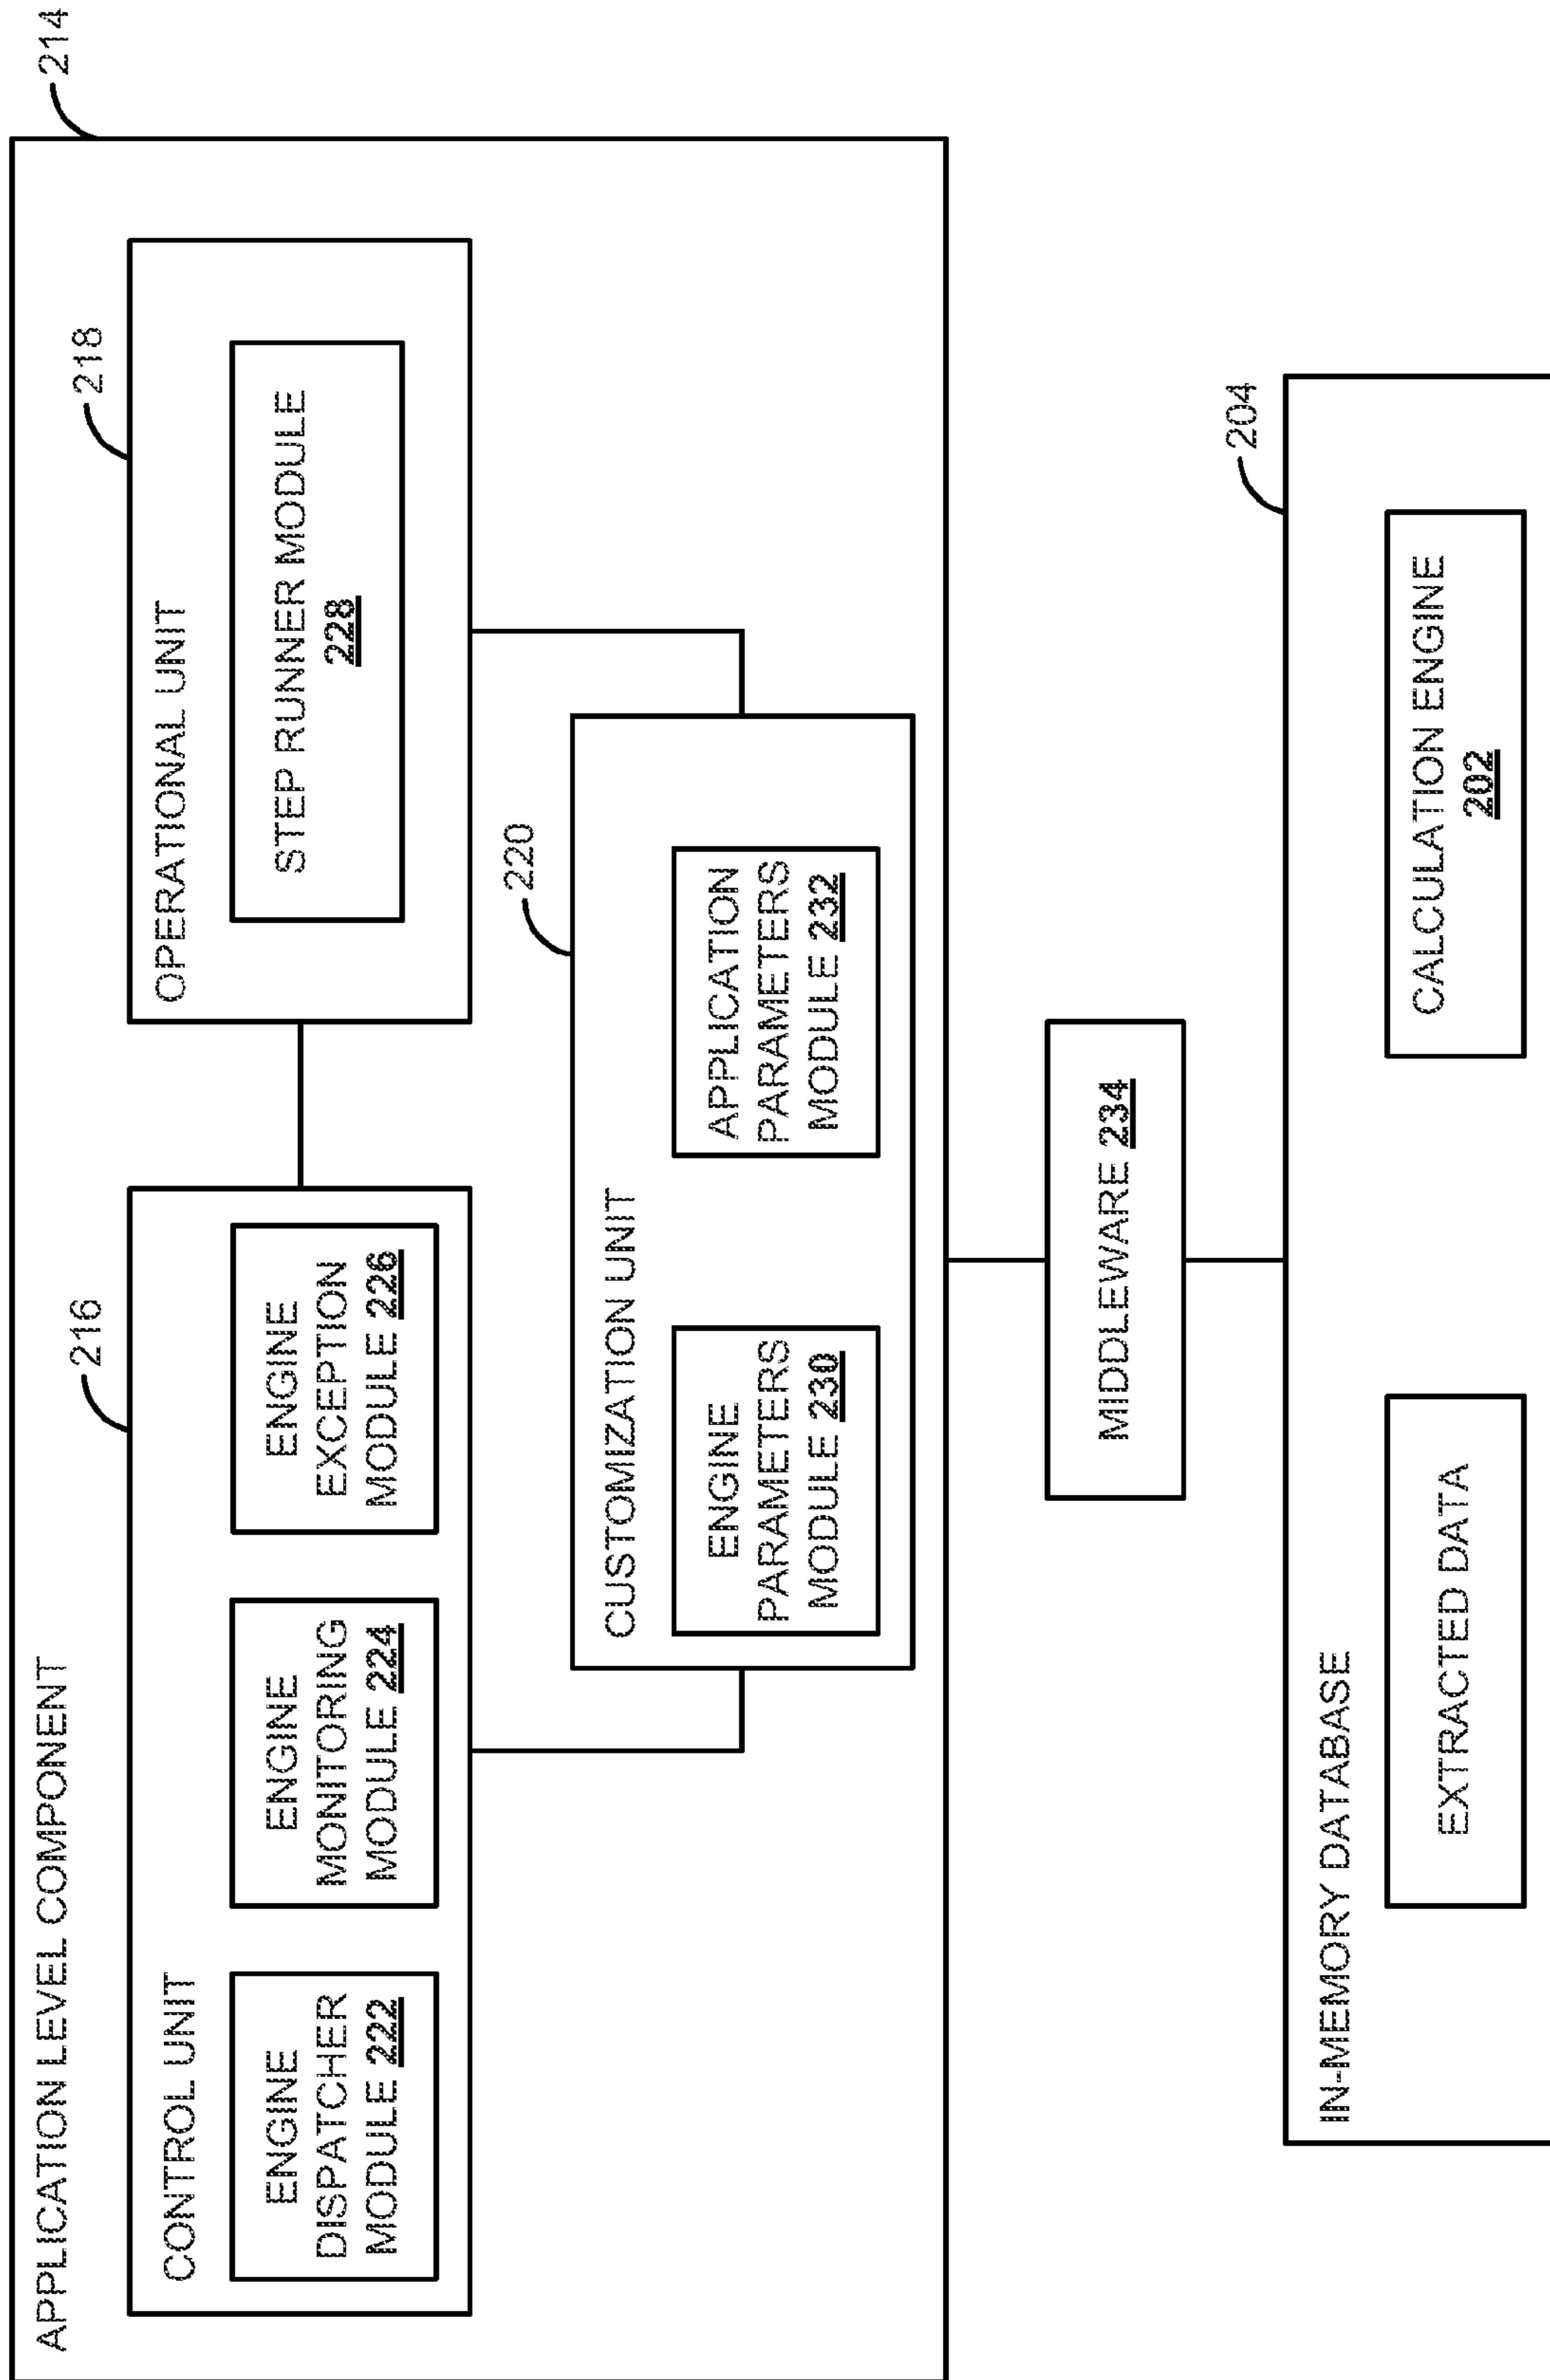 214
APPLICATION LEVEL COMPONENT
216
218
CONTROL UNIT
OPERATIONAL UNIT
ENGINE
DISPATCHER
MODULE 222
ENGINE
MONITORING
MODULE 224
ENGINE
EXCEPTION
MODULE 226
STEP RUNNER MODULE
228
220
CUSTOMIZATION UNIT
ENGINE
PARAMETERS
MODULE 230
APPLICATION
PARAMETERS
MODULE 232
MIDDLEWARE 234
204
IN-MEMORY DATABASE
EXTRACTED DATA
CALCULATION ENGINE
202